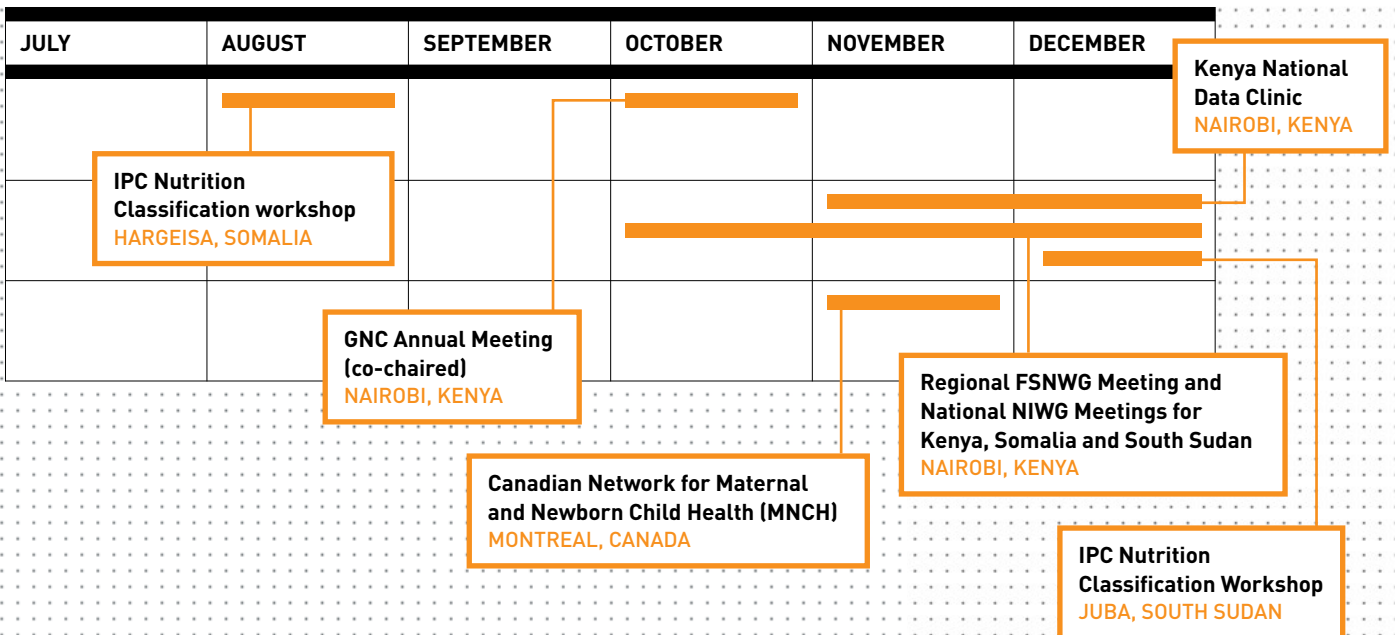 JULY
AUGUST
SEPTEMBER
OCTOBER
NOVEMBER
DECEMBER
Kenya National
Data Clinic
NAIROBI, KENYA
IPC Nutrition
Classification workshop
HARGEISA, SOMALIA
GNC Annual Meeting
(co-chaired)
NAIROBI, KENYA
Regional FSNWG Meeting and
National NIWG Meetings for
Kenya, Somalia and South Sudan
NAIROBI, KENYA
Canadian Network for Maternal
and Newborn Child Health (MNCH)
MONTREAL, CANADA
IPC Nutrition
Classification Workshop
JUBA, SOUTH SUDAN